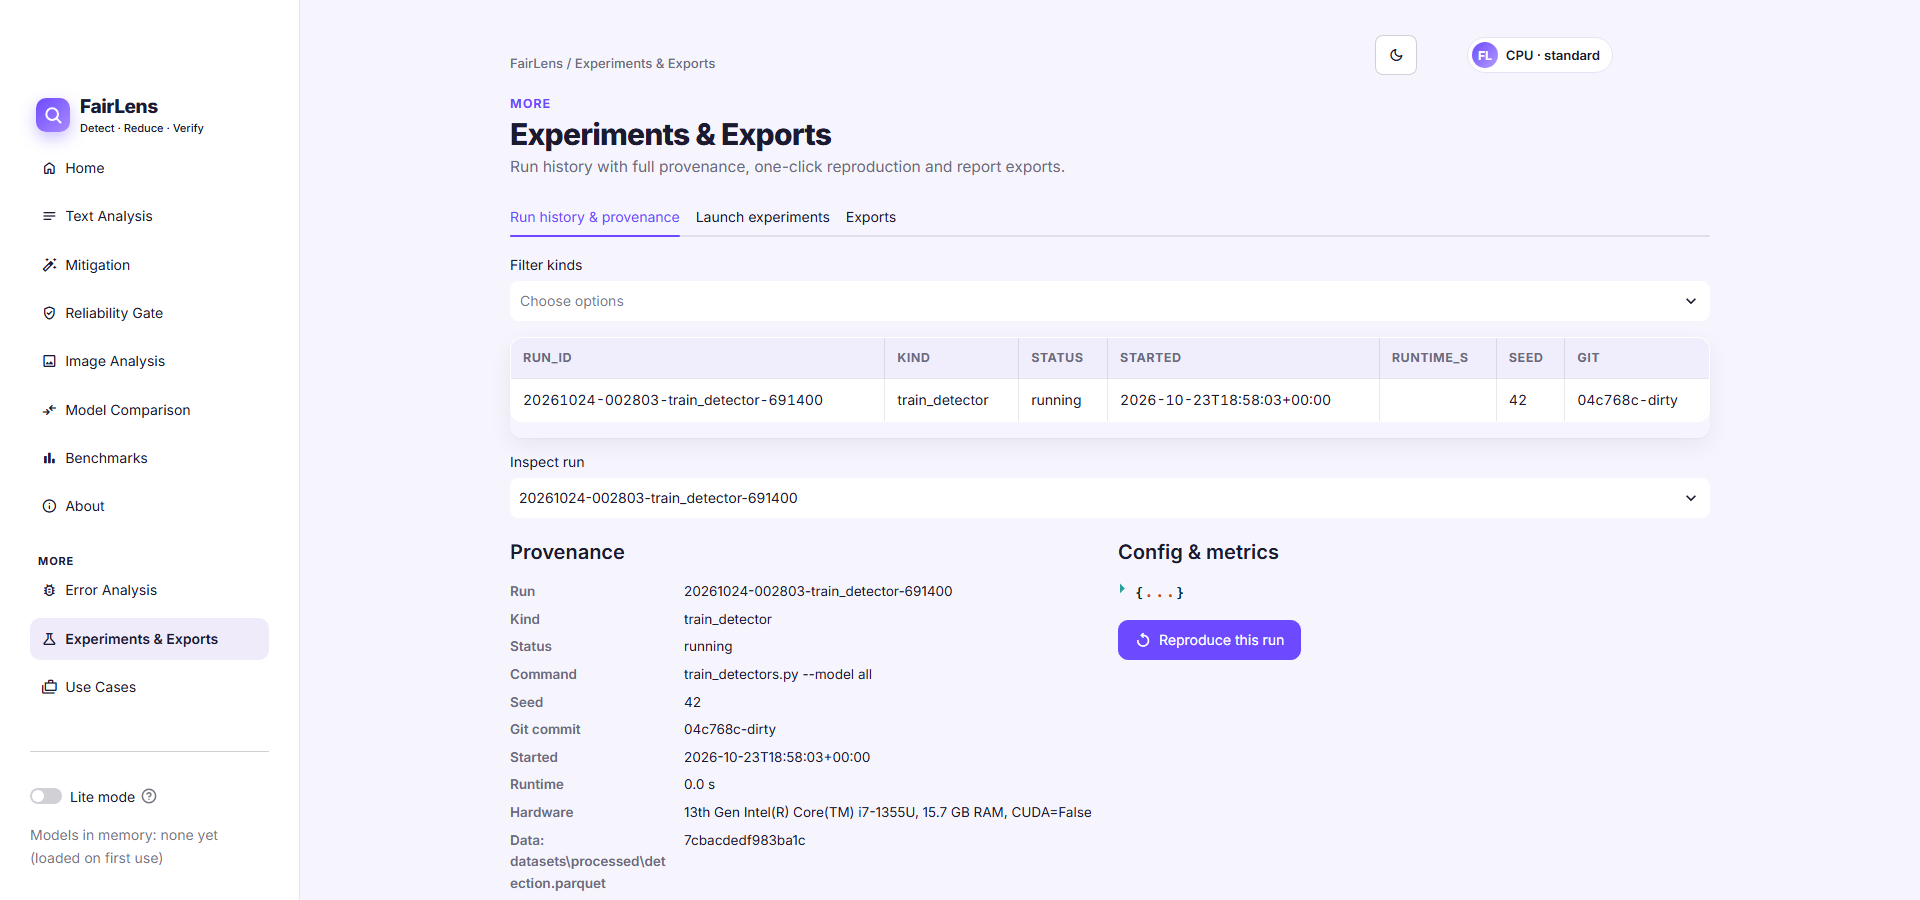 FairLens
Detect · Reduce · Verify
Home
Text Analysis
Mitigation
Reliability Gate
Image Analysis
Model Comparison
Benchmarks
About
MORE
Error Analysis
Experiments & Exports
Use Cases
Lite mode
Models in memory: none yet
(loaded on first use)
FairLens / Experiments & Exports
FL CPU · standard
MORE
Experiments & Exports
Run history with full provenance, one-click reproduction and report exports.
Run history & provenance Launch experiments Exports
Filter kinds
Choose options
RUN_ID KIND STATUS STARTED RUNTIME_S SEED GIT
20261024-002803-train_detector-691400 train_detector running 2026-10-23T18:58:03+00:00 42 04c768c-dirty
Inspect run
20261024-002803-train_detector-691400
Provenance
Run 20261024-002803-train_detector-691400
Kind train_detector
Status running
Command train_detectors.py --model all
Seed 42
Git commit 04c768c-dirty
Started 2026-10-23T18:58:03+00:00
Runtime 0.0 s
Hardware 13th Gen Intel(R) Core(TM) i7-1355U, 15.7 GB RAM, CUDA=False
Data: 7cbacdedf983ba1c
datasets\processed\det
ection.parquet
Config & metrics
{...}
Reproduce this run